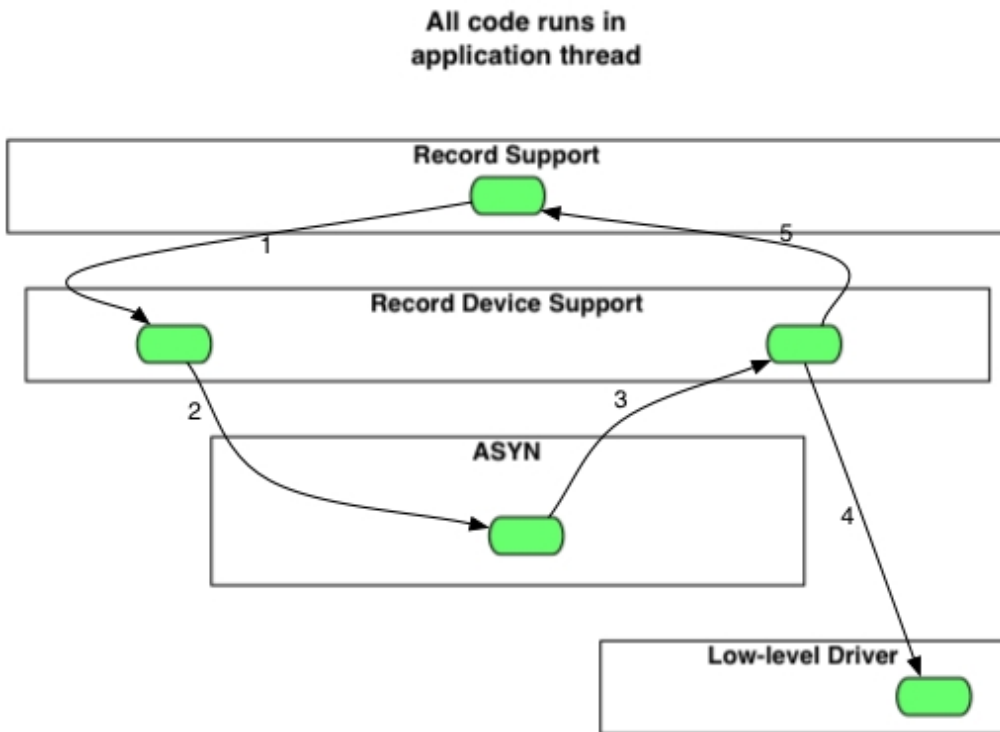 All code runs in
application thread
Record Support
1
5
Record Device Support
2
3
ASYN
4
Low-level Driver